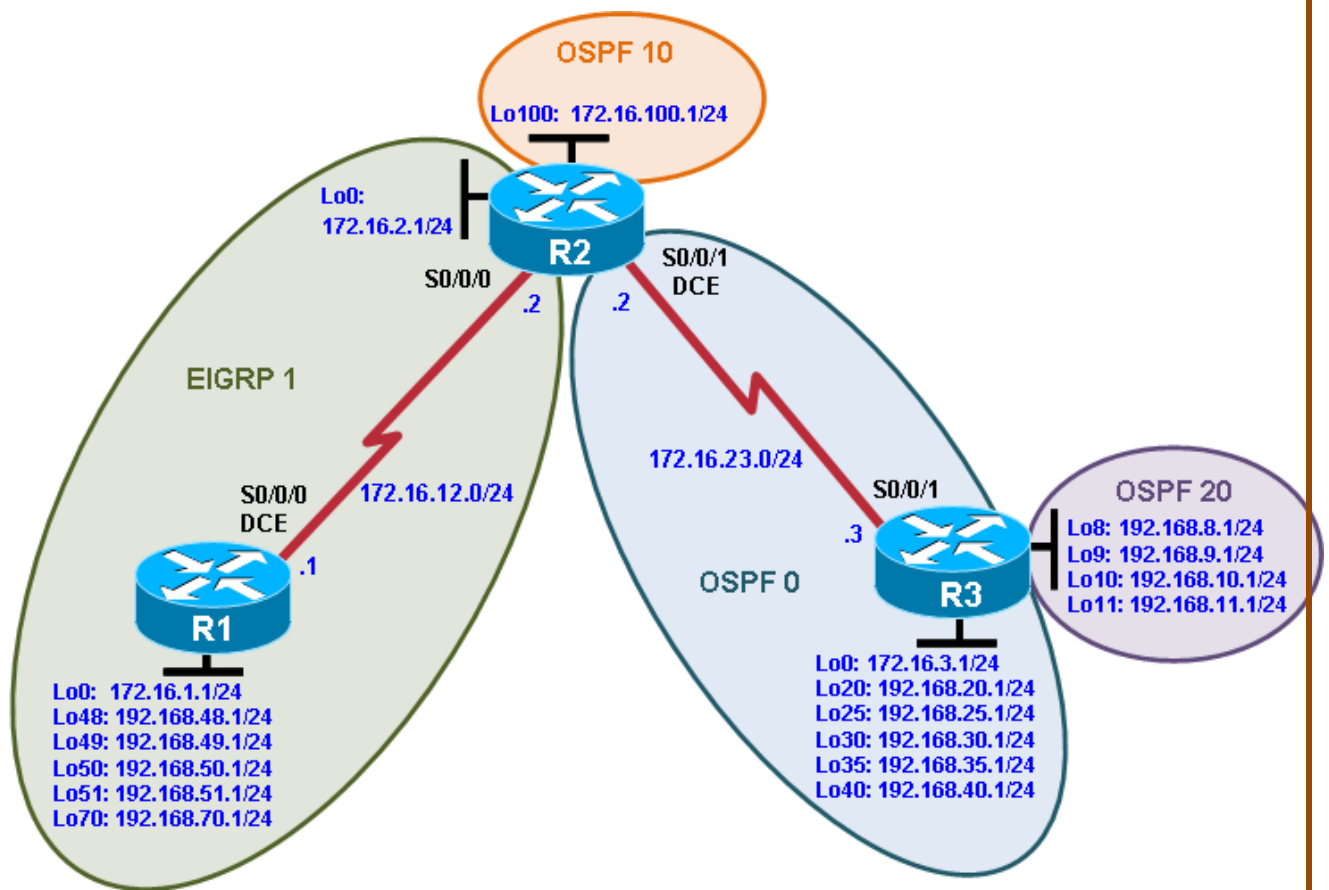 OSPF 10
Lo100: 172.16.100.1/24
Lo0:
172.16.2.1/24
R2
S0/0/0
S0/0/1
DCE
.2
.2
EIGRP 1
172.16.23.0/24
S0/0/0
DCE
172.16.12.0/24
.1
S0/0/1
.3
OSPF 20
Lo8: 192.168.8.1/24
Lo9: 192.168.9.1/24
Lo10: 192.168.10.1/24
Lo11: 192.168.11.1/24
OSPF 0
R3
R1
Lo0: 172.16.1.1/24
Lo48: 192.168.48.1/24
Lo49: 192.168.49.1/24
Lo50: 192.168.50.1/24
Lo51: 192.168.51.1/24
Lo70: 192.168.70.1/24
Lo0: 172.16.3.1/24
Lo20: 192.168.20.1/24
Lo25: 192.168.25.1/24
Lo30: 192.168.30.1/24
Lo35: 192.168.35.1/24
Lo40: 192.168.40.1/24